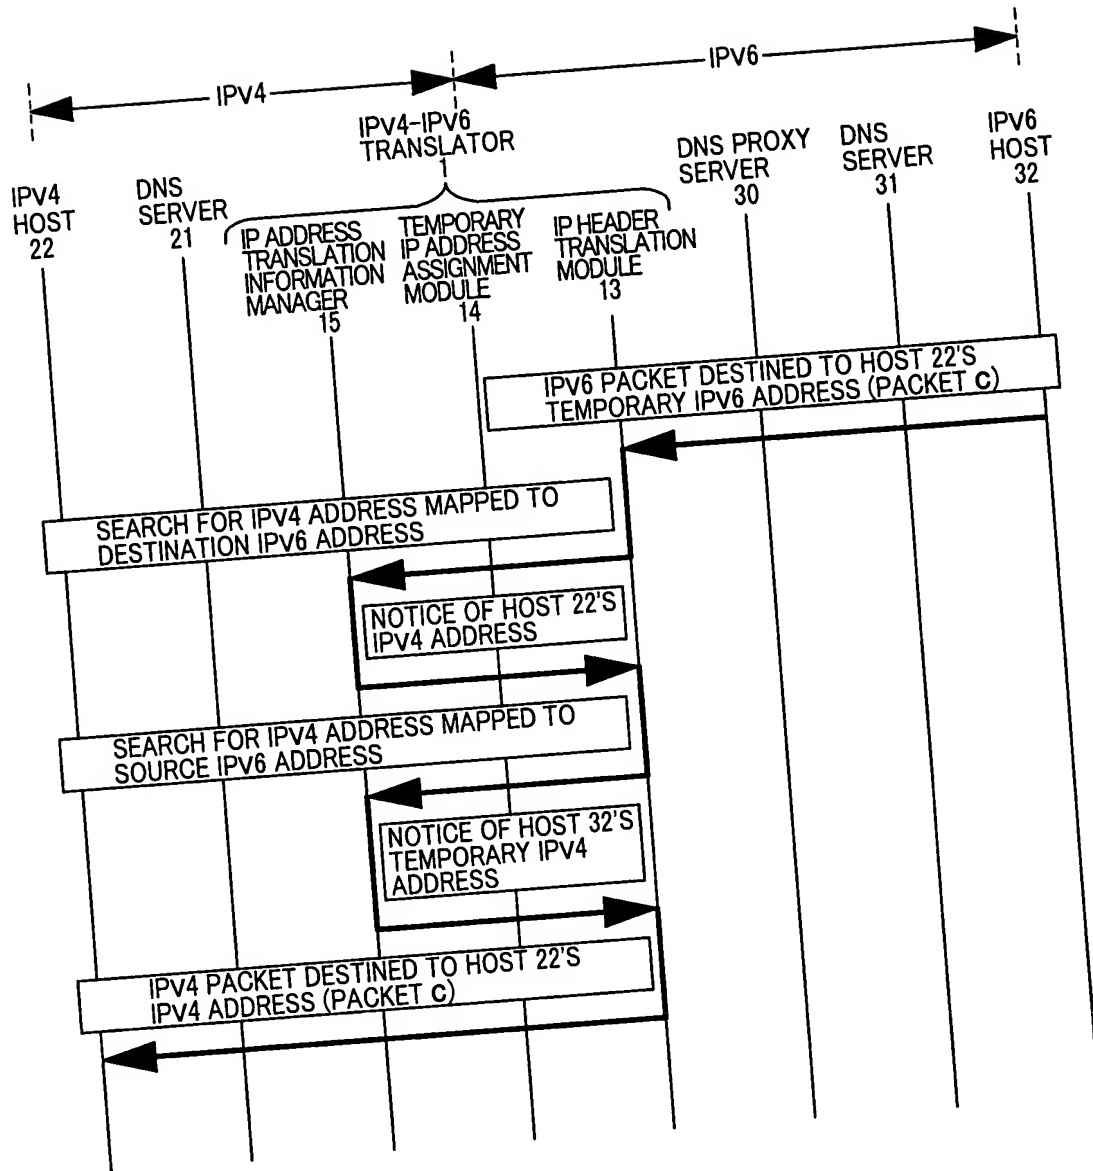 IPV4
IPV6
IPV4-IPV6
TRANSLATOR
1
IPV4
HOST
22
DNS
SERVER
21
IP ADDRESS
TRANSLATION
INFORMATION
MANAGER
15
TEMPORARY
IP ADDRESS
ASSIGNMENT
MODULE
14
IP HEADER
TRANSLATION
MODULE
13
DNS PROXY
SERVER
30
DNS
SERVER
31
IPV6
HOST
32
IPV6 PACKET DESTINED TO HOST 22'S
TEMPORARY IPV6 ADDRESS (PACKET C)
SEARCH FOR IPV4 ADDRESS MAPPED TO
DESTINATION IPV6 ADDRESS
NOTICE OF HOST 22'S
IPV4 ADDRESS
SEARCH FOR IPV4 ADDRESS MAPPED TO
SOURCE IPV6 ADDRESS
NOTICE OF HOST 32'S
TEMPORARY IPV4
ADDRESS
IPV4 PACKET DESTINED TO HOST 22'S
IPV4 ADDRESS (PACKET C)